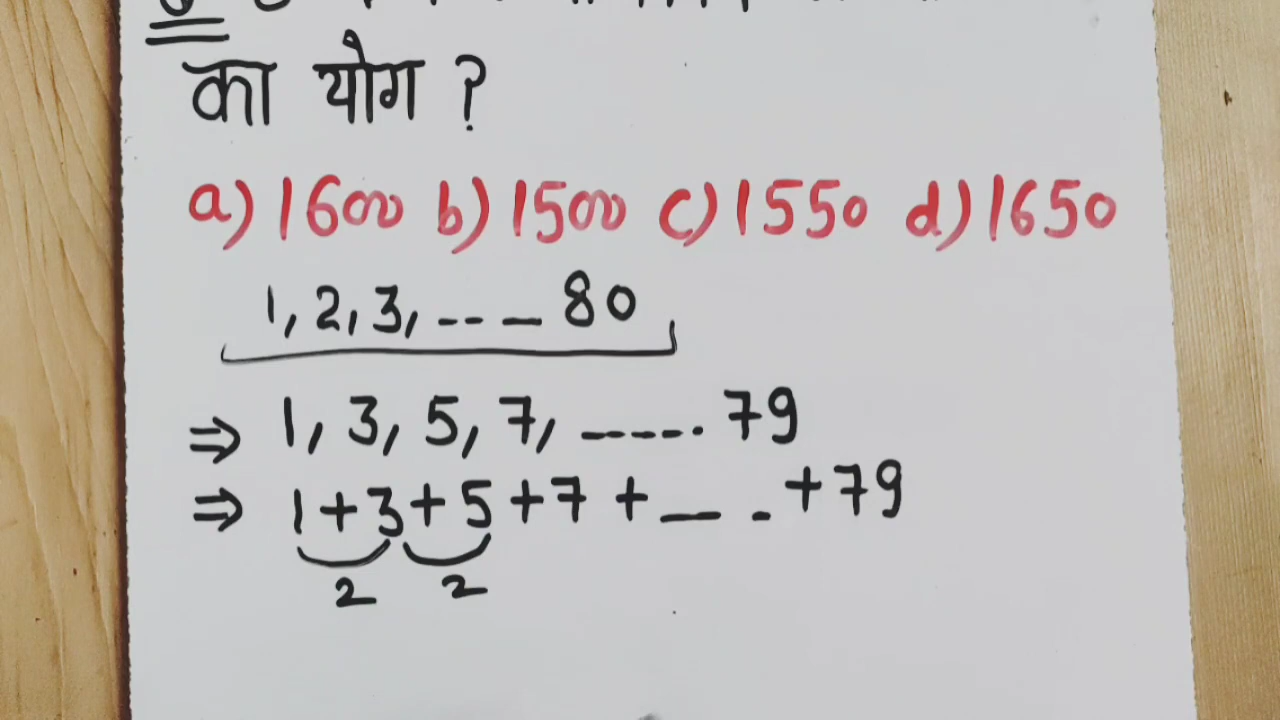 का योग ?
a) 1600 b) 1500 c) 1550 d) 1650
1, 2, 3, --- 80
⇒ 1, 3, 5, 7, ------ 79
⇒ 1 + 3 + 5 + 7 + -- . + 79
2 2